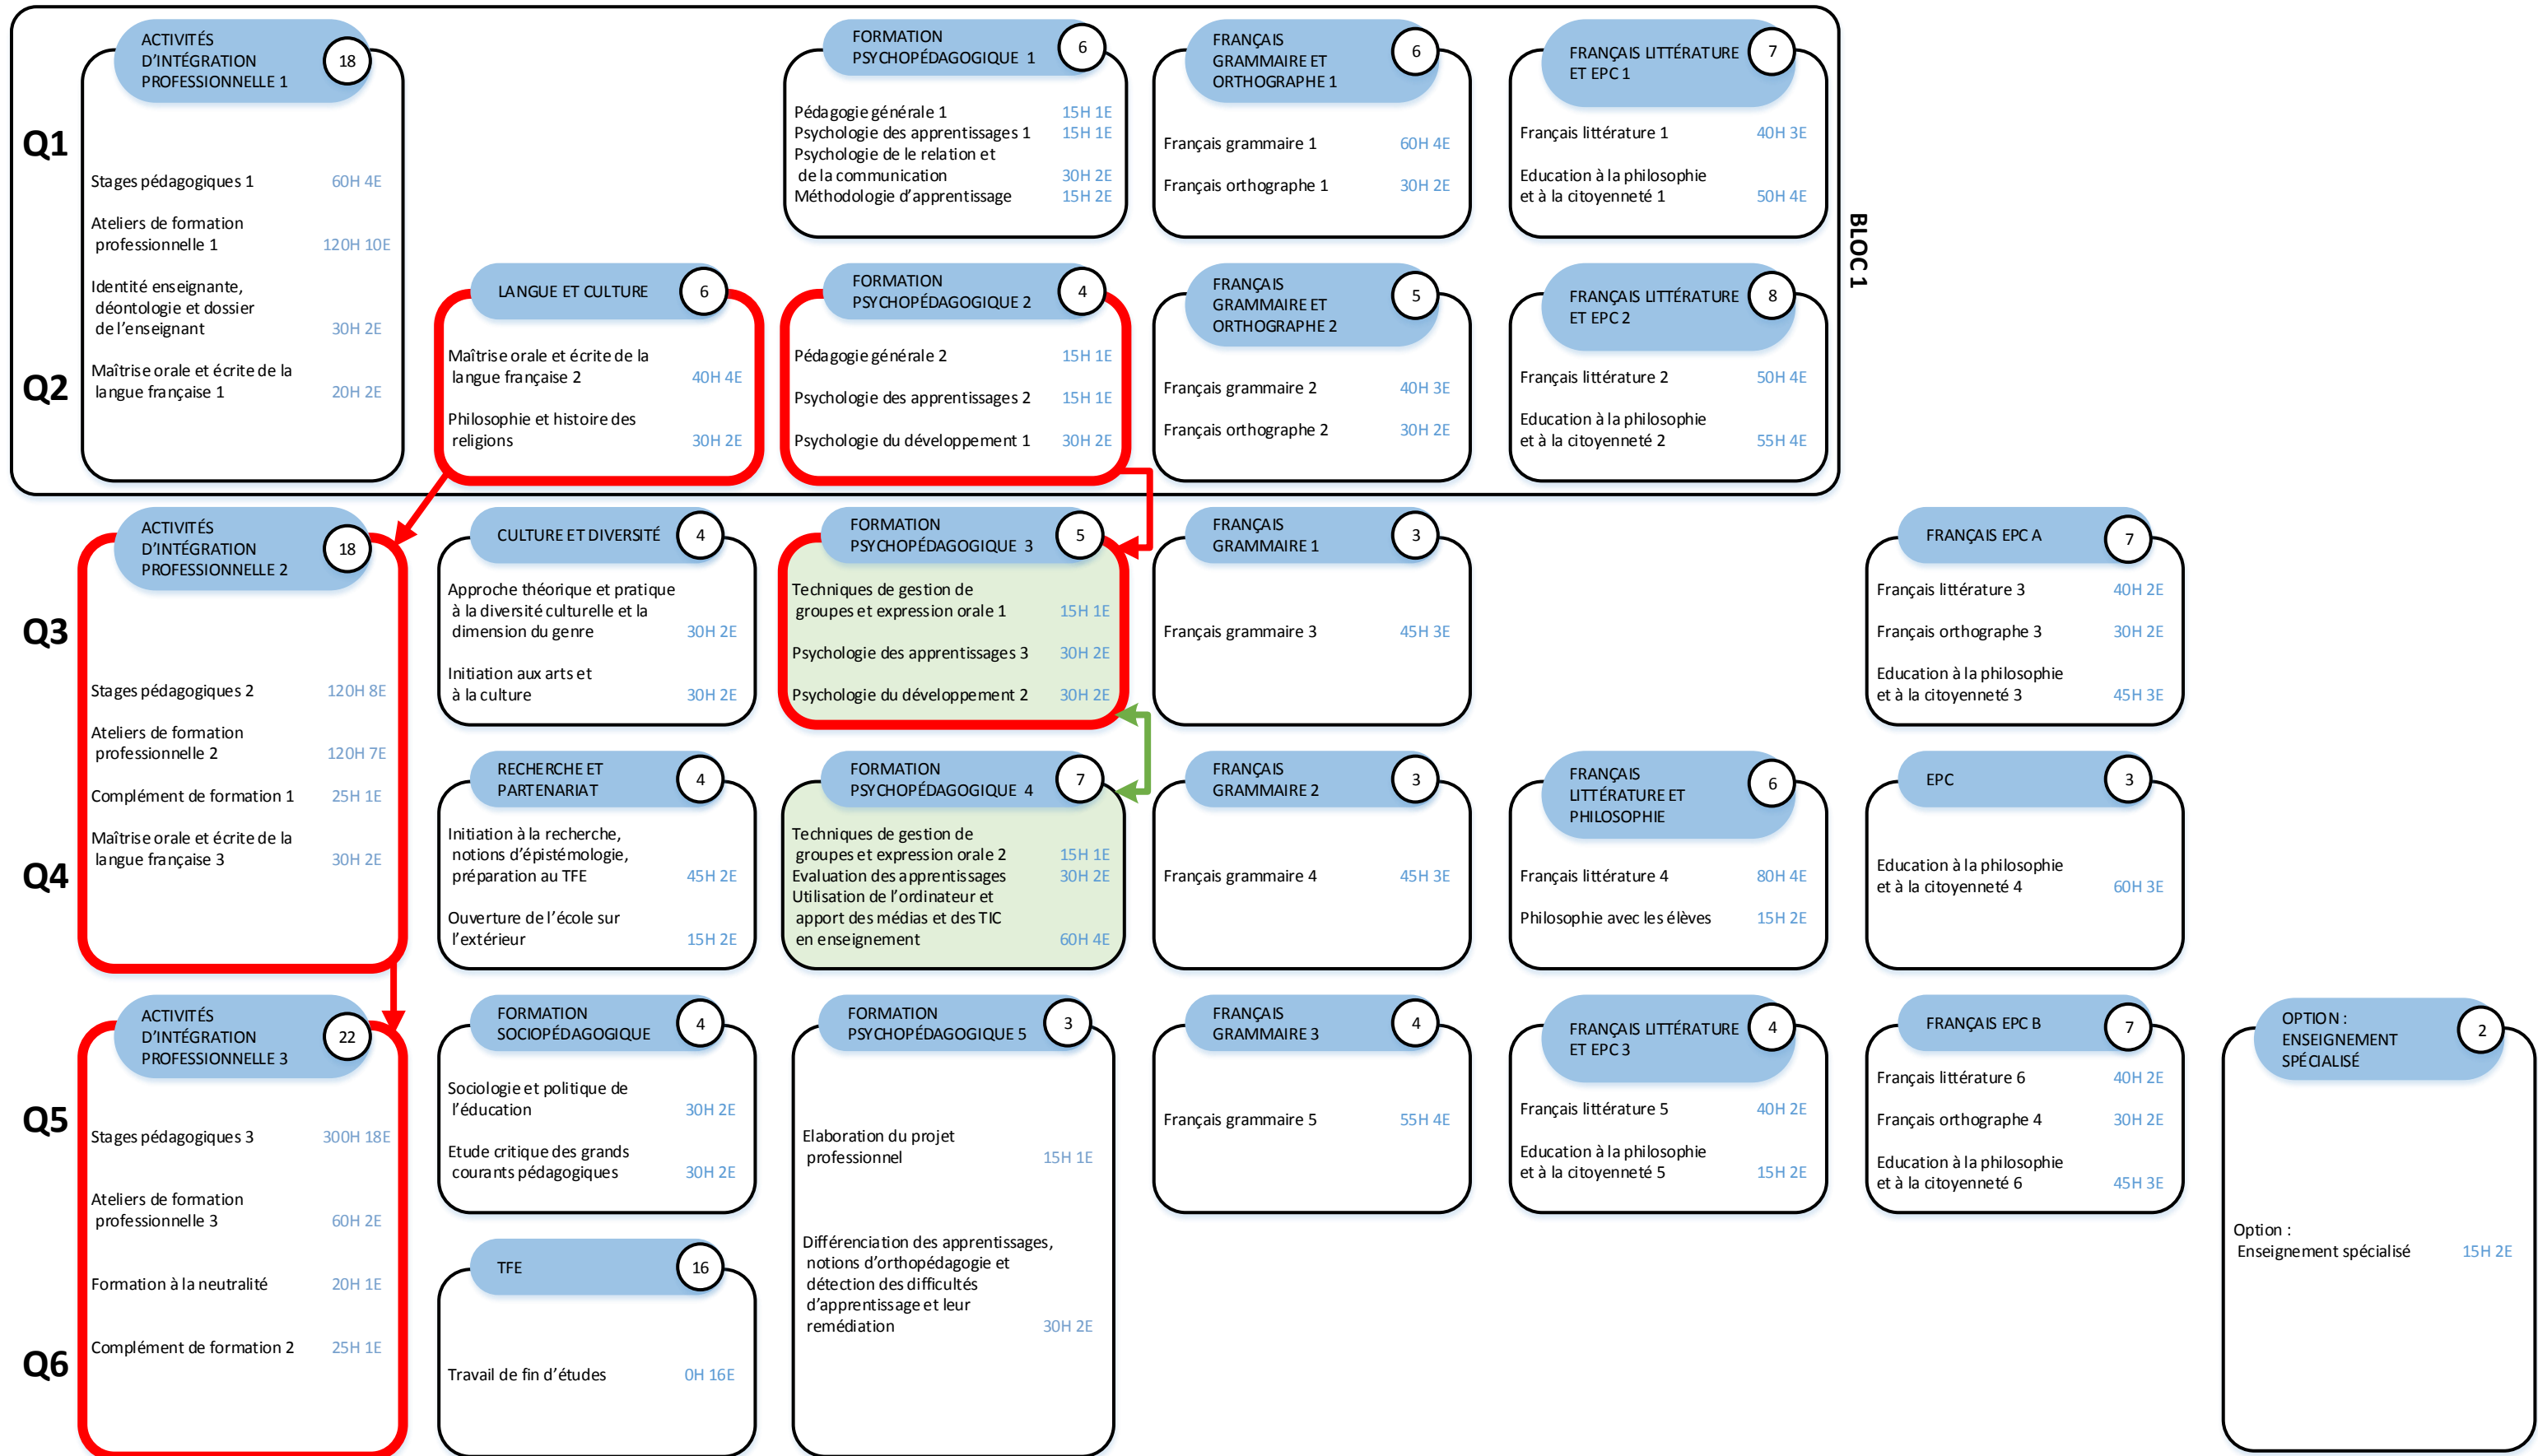 ACTIVITÉS
D'INTÉGRATION
PROFESSIONNELLE 1
18
Stages pédagogiques 1 60H 4E
Ateliers de formation
professionnelle 1 120H 10E
Identité enseignante,
déontologie et dossier
de l'enseignant 30H 2E
Maîtrise orale et écrite de la
langue française 1 20H 2E
Q1
FORMATION
PSYCHOPÉDAGOGIQUE 1
6
Pédagogie générale 1 15H 1E
Psychologie des apprentissages 1 15H 1E
Psychologie de le relation et
de la communication 30H 2E
Méthodologie d'apprentissage 15H 2E
FRANÇAIS
GRAMMAIRE ET
ORTHOGRAPHE 1
6
Français grammaire 1 60H 4E
Français orthographe 1 30H 2E
FRANÇAIS LITTÉRATURE
ET EPC 1
7
Français littérature 1 40H 3E
Education à la philosophie
et à la citoyenneté 1 50H 4E
BLOC 1
Q2
LANGUE ET CULTURE
6
Maîtrise orale et écrite de la
langue française 2 40H 4E
Philosophie et histoire des
religions 30H 2E
FORMATION
PSYCHOPÉDAGOGIQUE 2
4
Pédagogie générale 2 15H 1E
Psychologie des apprentissages 2 15H 1E
Psychologie du développement 1 30H 2E
FRANÇAIS
GRAMMAIRE ET
ORTHOGRAPHE 2
5
Français grammaire 2 40H 3E
Français orthographe 2 30H 2E
FRANÇAIS LITTÉRATURE
ET EPC 2
8
Français littérature 2 50H 4E
Education à la philosophie
et à la citoyenneté 2 55H 4E
Q3
ACTIVITÉS
D'INTÉGRATION
PROFESSIONNELLE 2
18
Stages pédagogiques 2 120H 8E
Ateliers de formation
professionnelle 2 120H 7E
Complément de formation 1 25H 1E
Maîtrise orale et écrite de la
langue française 3 30H 2E
CULTURE ET DIVERSITÉ
4
Approche théorique et pratique
à la diversité culturelle et la
dimension du genre 30H 2E
Initiation aux arts et
à la culture 30H 2E
FORMATION
PSYCHOPÉDAGOGIQUE 3
5
Techniques de gestion de
groupes et expression orale 1 15H 1E
Psychologie des apprentissages 3 30H 2E
Psychologie du développement 2 30H 2E
FRANÇAIS
GRAMMAIRE 1
3
Français grammaire 3 45H 3E
FRANÇAIS EPC A
7
Français littérature 3 40H 2E
Français orthographe 3 30H 2E
Education à la philosophie
et à la citoyenneté 3 45H 3E
Q4
RECHERCHE ET
PARTENARIAT
4
Initiation à la recherche,
notions d'épistémologie,
préparation au TFE 45H 2E
Ouverture de l'école sur
l'extérieur 15H 2E
FORMATION
PSYCHOPÉDAGOGIQUE 4
7
Techniques de gestion de
groupes et expression orale 2 15H 1E
Evaluation des apprentissages 30H 2E
Utilisation de l'ordinateur et
apport des médias et des TIC
en enseignement 60H 4E
FRANÇAIS
GRAMMAIRE 2
3
Français grammaire 4 45H 3E
FRANÇAIS
LITTÉRATURE ET
PHILOSOPHIE
6
Français littérature 4 80H 4E
Philosophie avec les élèves 15H 2E
EPC
3
Education à la philosophie
et à la citoyenneté 4 60H 3E
Q5
ACTIVITÉS
D'INTÉGRATION
PROFESSIONNELLE 3
22
Stages pédagogiques 3 300H 18E
Ateliers de formation
professionnelle 3 60H 2E
Formation à la neutralité 20H 1E
Complément de formation 2 25H 1E
FORMATION
SOCIOPÉDAGOGIQUE
4
Sociologie et politique de
l'éducation 30H 2E
Etude critique des grands
courants pédagogiques 30H 2E
FORMATION
PSYCHOPÉDAGOGIQUE 5
3
Elaboration du projet
professionnel 15H 1E
Différenciation des apprentissages,
notions d'orthopédagogie et
détection des difficultés
d'apprentissage et leur
remédiation 30H 2E
FRANÇAIS
GRAMMAIRE 3
4
Français grammaire 5 55H 4E
FRANÇAIS LITTÉRATURE
ET EPC 3
4
Français littérature 5 40H 2E
Education à la philosophie
et à la citoyenneté 5 15H 2E
FRANÇAIS EPC B
7
Français littérature 6 40H 2E
Français orthographe 4 30H 2E
Education à la philosophie
et à la citoyenneté 6 45H 3E
OPTION :
ENSEIGNEMENT
SPÉCIALISÉ
2
Option :
Enseignement spécialisé 15H 2E
Q6
TFE
16
Travail de fin d'études 0H 16E